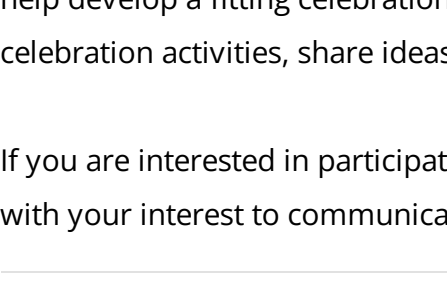 help develop a fitting celebration
celebration activities, share ideas
If you are interested in participat
with your interest to communica